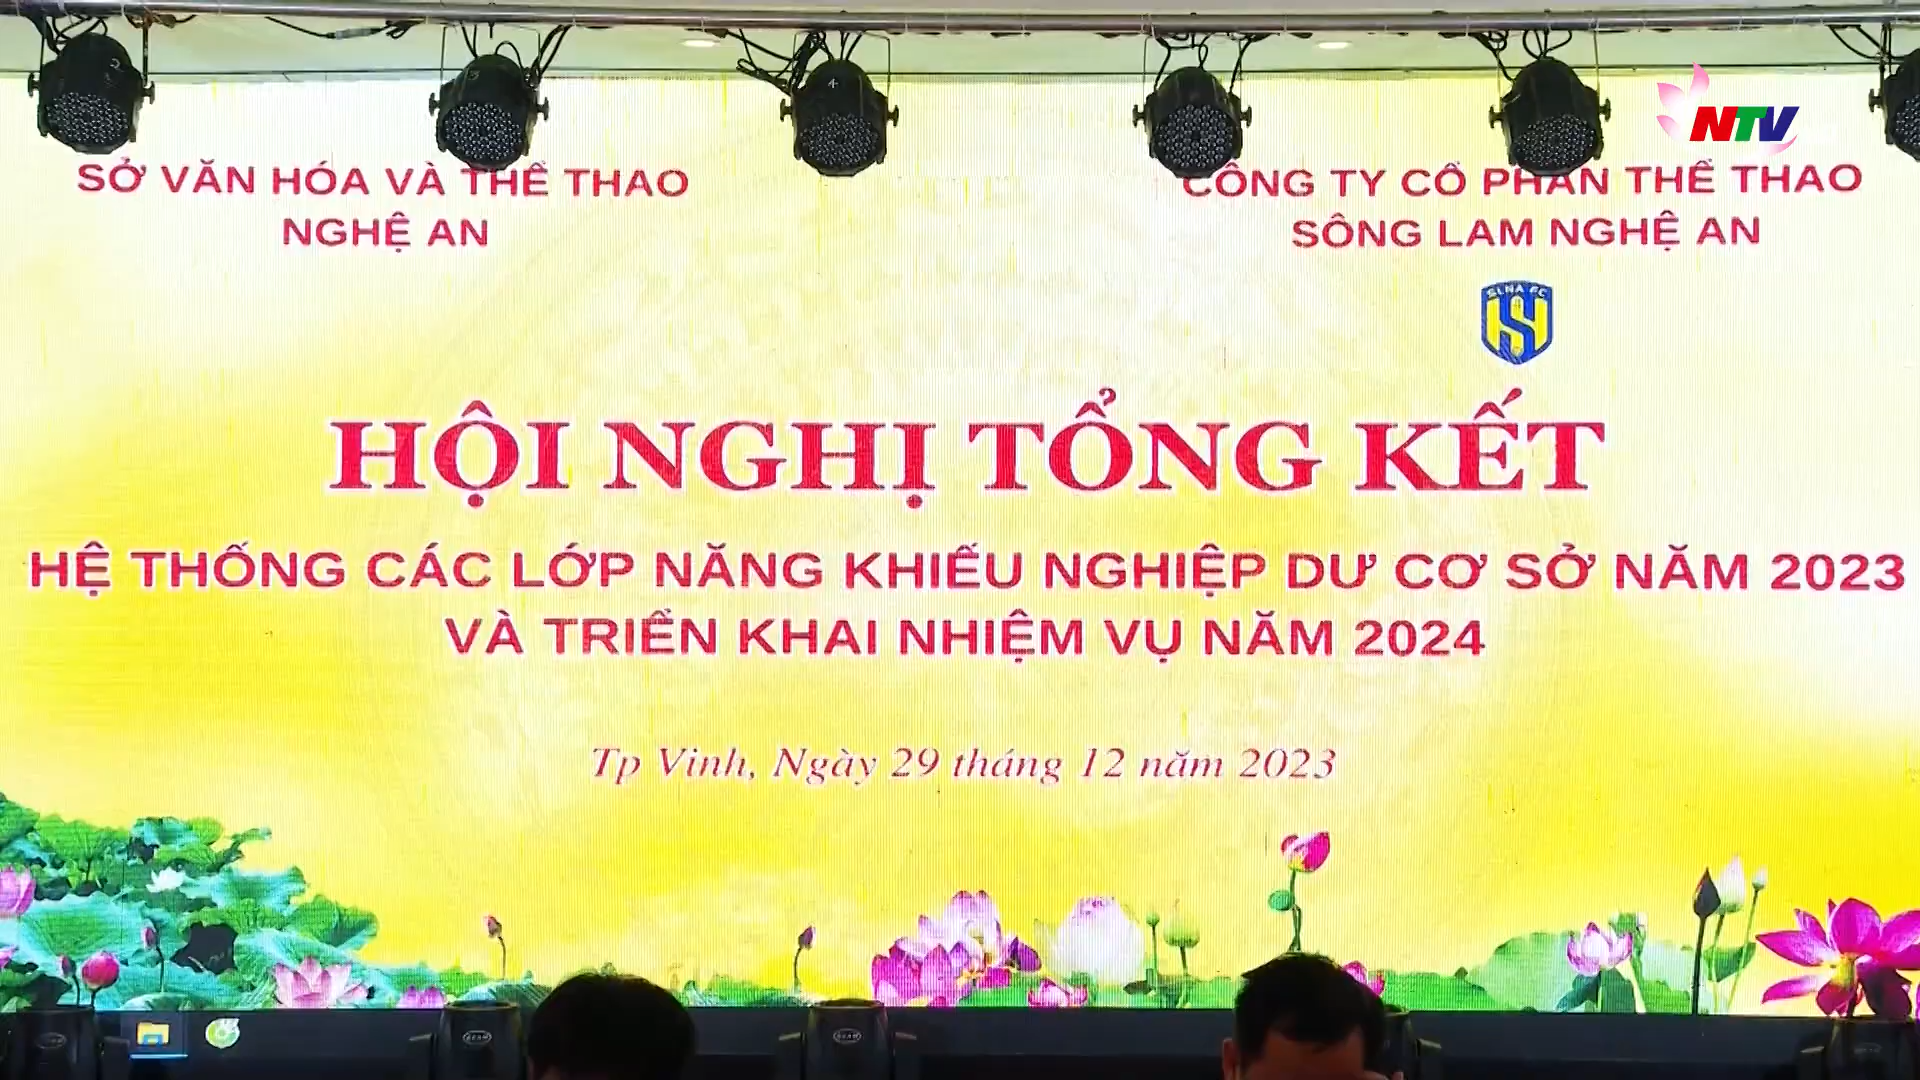 NTV
SỞ VĂN HÓA VÀ THỂ THAO
NGHỆ AN
CÔNG TY CỔ PHẦN THỂ THAO
SÔNG LAM NGHỆ AN
SLNA FC
HỘI NGHỊ TỔNG KẾT
HỆ THỐNG CÁC LỚP NĂNG KHIẾU NGHIỆP DƯ CƠ SỞ NĂM 2023
VÀ TRIỂN KHAI NHIỆM VỤ NĂM 2024
Tp Vinh, Ngày 29 tháng 12 năm 2023